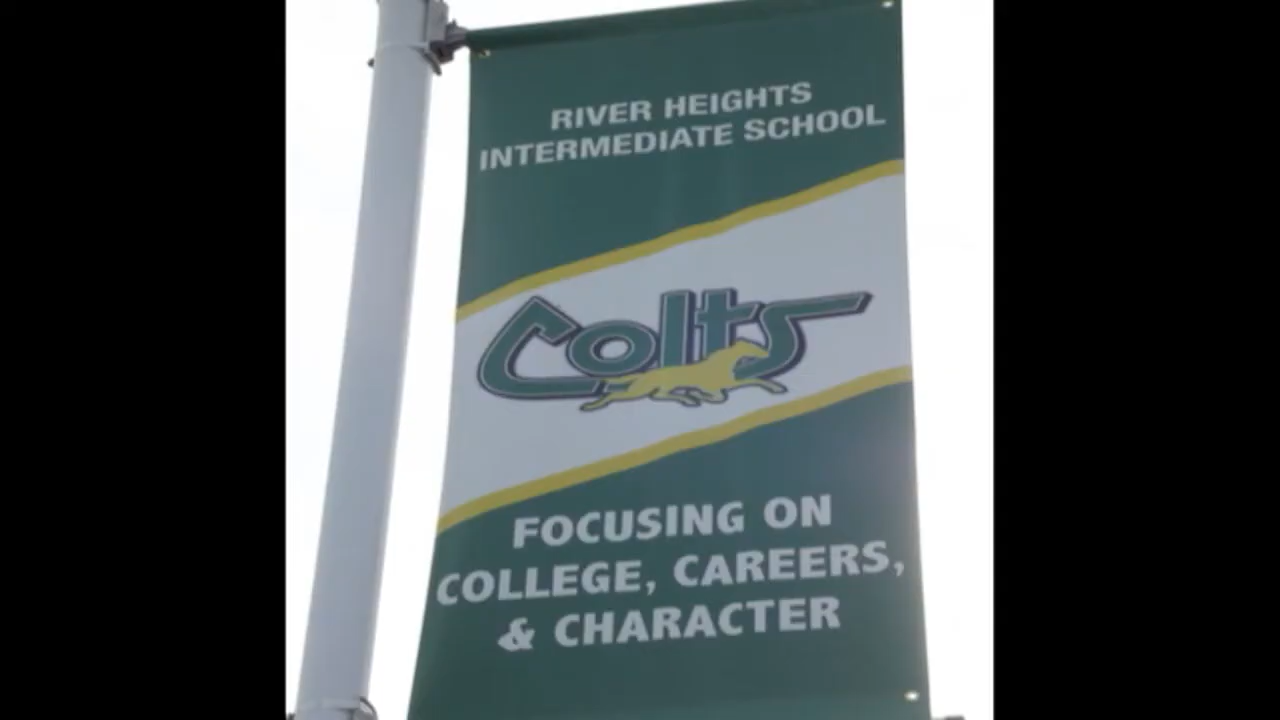 RIVER HEIGHTS
INTERMEDIATE SCHOOL
Colts
FOCUSING ON
COLLEGE, CAREERS,
& CHARACTER